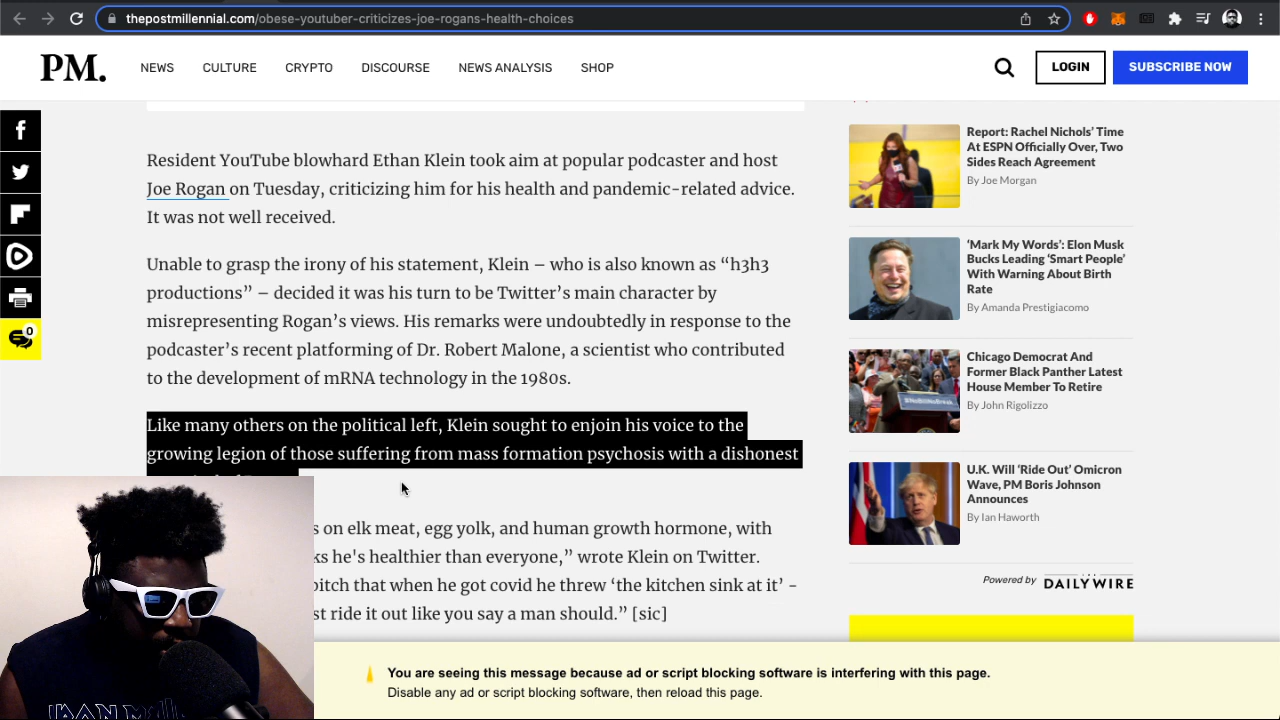 thepostmillennial.com/obese-youtuber-criticizes-joe-rogans-health-choices
PM.
NEWS
CULTURE
CRYPTO
DISCOURSE
NEWS ANALYSIS
SHOP
LOGIN
SUBSCRIBE NOW
0
Resident YouTube blowhard Ethan Klein took aim at popular podcaster and host
Joe Rogan on Tuesday, criticizing him for his health and pandemic-related advice.
It was not well received.
Unable to grasp the irony of his statement, Klein – who is also known as “h3h3
productions” – decided it was his turn to be Twitter’s main character by
misrepresenting Rogan’s views. His remarks were undoubtedly in response to the
podcaster’s recent platforming of Dr. Robert Malone, a scientist who contributed
to the development of mRNA technology in the 1980s.
Like many others on the political left, Klein sought to enjoin his voice to the
growing legion of those suffering from mass formation psychosis with a dishonest
on elk meat, egg yolk, and human growth hormone, with
he's healthier than everyone,” wrote Klein on Twitter.
that when he got covid he threw ‘the kitchen sink at it’ -
ride it out like you say a man should.” [sic]
Report: Rachel Nichols’ Time
At ESPN Officially Over, Two
Sides Reach Agreement
By Joe Morgan
‘Mark My Words’: Elon Musk
Bucks Leading ‘Smart People’
With Warning About Birth
Rate
By Amanda Prestigiacomo
Chicago Democrat And
Former Black Panther Latest
House Member To Retire
By John Rigolizzo
U.K. Will ‘Ride Out’ Omicron
Wave, PM Boris Johnson
Announces
By Ian Haworth
Powered by DAILYWIRE
You are seeing this message because ad or script blocking software is interfering with this page.
Disable any ad or script blocking software, then reload this page.
IRON MAIDEN